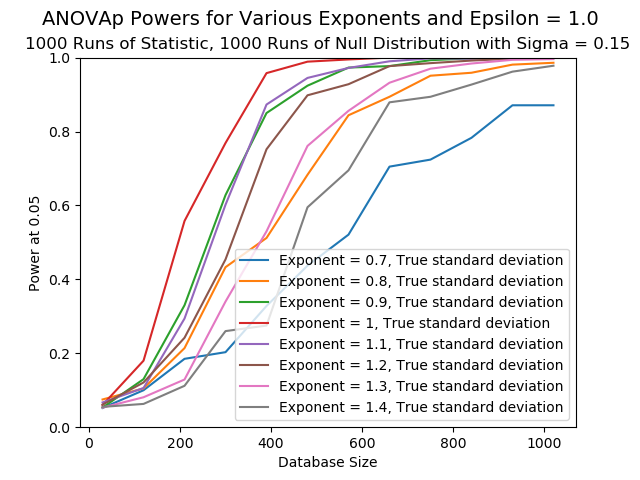 ANOVAp Powers for Various Exponents and Epsilon = 1.0
1000 Runs of Statistic, 1000 Runs of Null Distribution with Sigma = 0.15
1.0
0.8
0.6
0.4
0.2
0.0
Power at 0.05
Exponent = 0.7, True standard deviation
Exponent = 0.8, True standard deviation
Exponent = 0.9, True standard deviation
Exponent = 1, True standard deviation
Exponent = 1.1, True standard deviation
Exponent = 1.2, True standard deviation
Exponent = 1.3, True standard deviation
Exponent = 1.4, True standard deviation
0 200 400 600 800 1000
Database Size